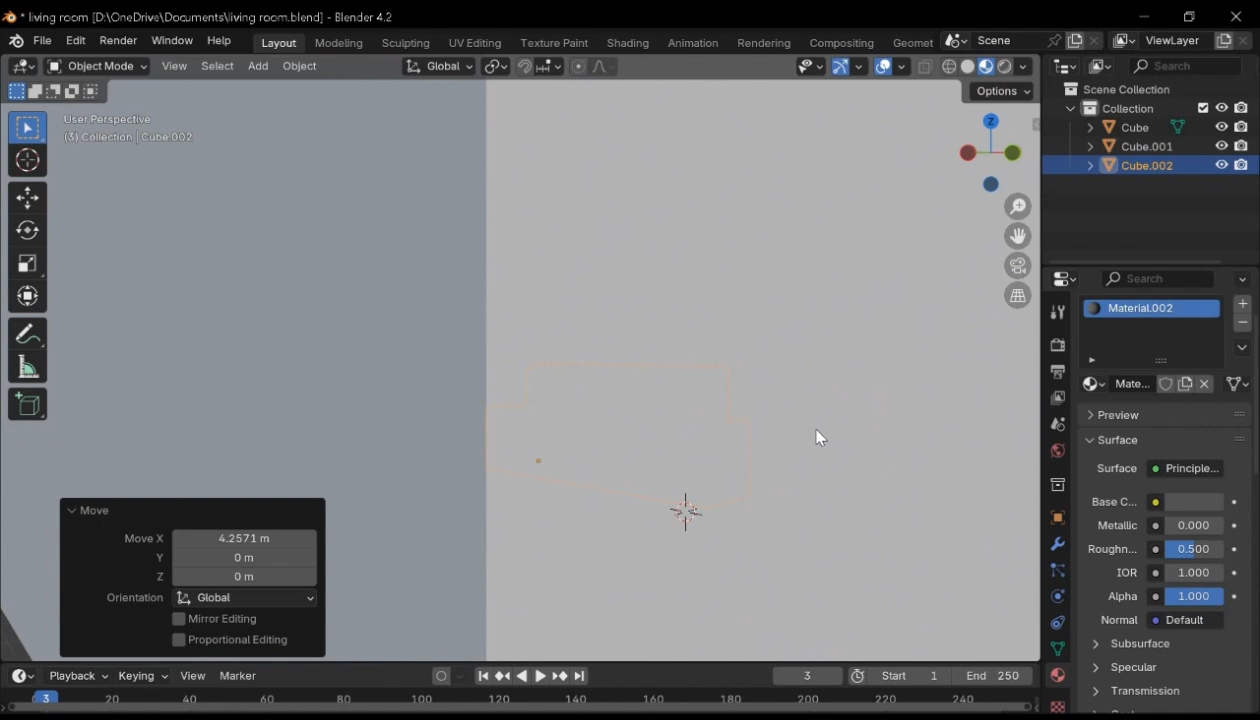 * living room [D:\OneDrive\Documents\living room.blend] - Blender 4.2
File Edit Render Window Help Layout Modeling Sculpting UV Editing Texture Paint Shading Animation Rendering Compositing Geomet Scene ViewLayer
Object Mode View Select Add Object Global Search
Options
User Perspective
(3) Collection | Cube.002
Z
Scene Collection
Collection
Cube
Cube.001
Cube.002
Search
Material.002
Mate...
Preview
Surface
Surface Principle...
Base C...
Metallic 0.000
Roughn... 0.500
IOR 1.000
Alpha 1.000
Normal Default
Subsurface
Specular
Transmission
Move
Move X 4.2571 m
Y 0 m
Z 0 m
Orientation Global
Mirror Editing
Proportional Editing
Playback Keying View Marker 3 Start 1 End 250
3 20 40 60 80 100 120 140 160 180 200 220 240